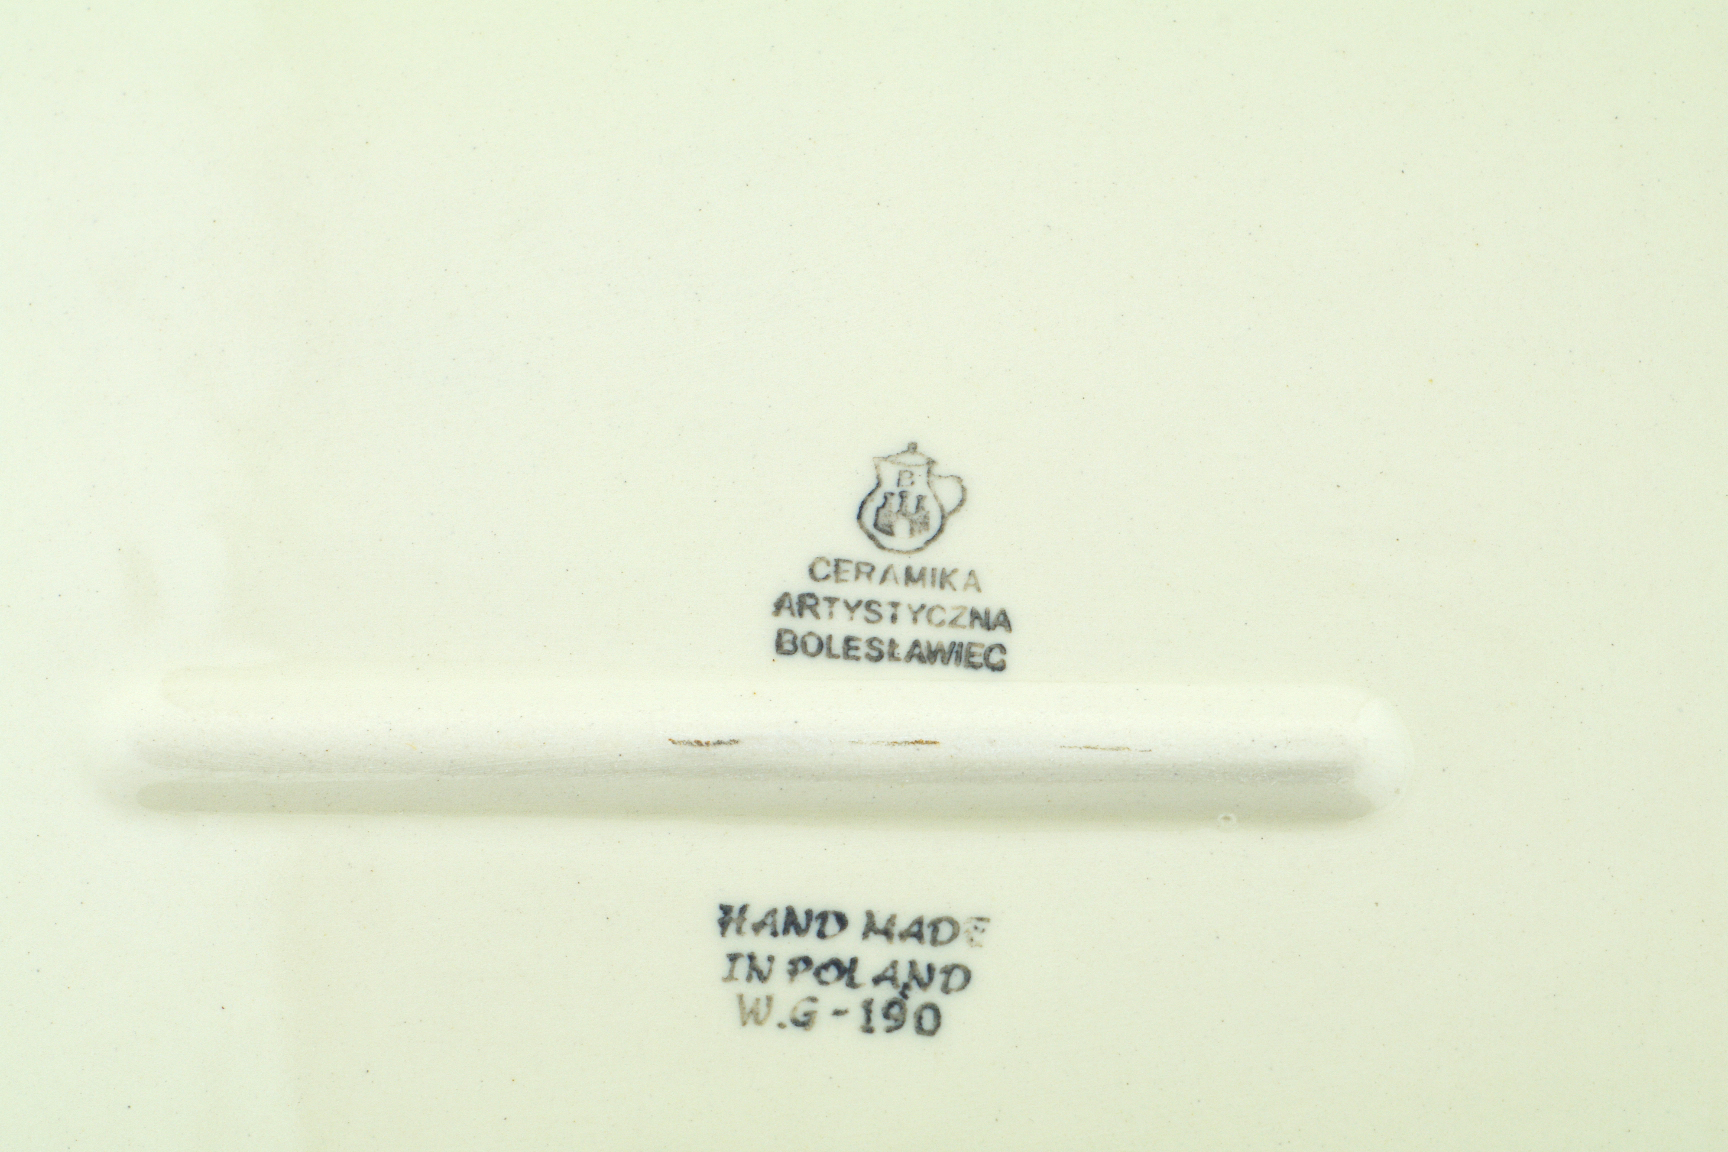 B
CERAMIKA
ARTYSTYCZNA
BOLESŁAWIEC
HAND MADE
IN POLAND
W.G - 190